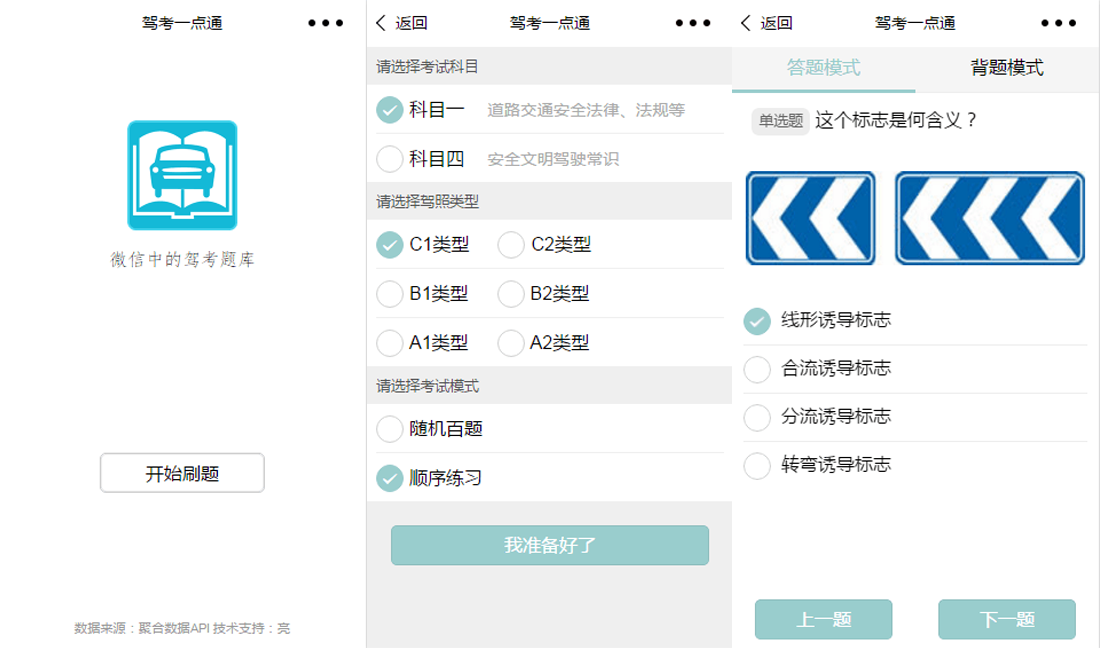 驾考一点通
微信中的驾考题库
开始刷题
数据来源：聚合数据API 技术支持：亮
返回 驾考一点通
请选择考试科目
科目一 道路交通安全法律、法规等
科目四 安全文明驾驶常识
请选择驾照类型
C1类型 C2类型
B1类型 B2类型
A1类型 A2类型
请选择考试模式
随机百题
顺序练习
我准备好了
返回 驾考一点通
答题模式 背题模式
单选题 这个标志是何含义？
线形诱导标志
合流诱导标志
分流诱导标志
转弯诱导标志
上一题 下一题